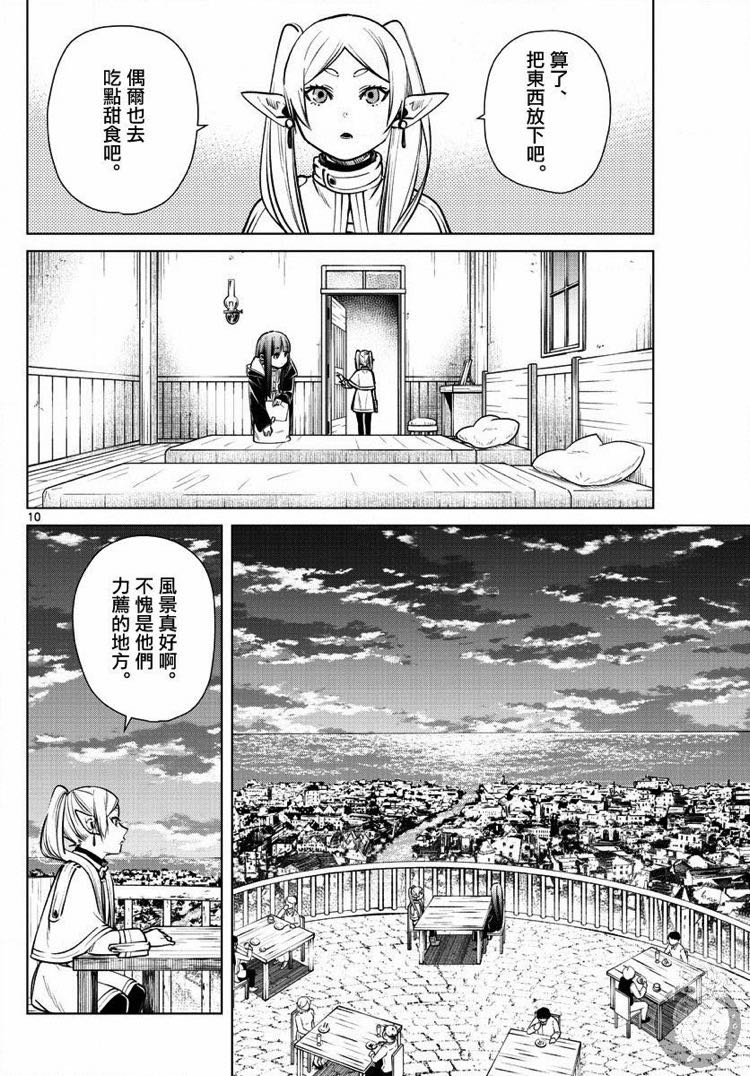 算了、
把東西放下吧。
偶爾也去
吃點甜食吧。
10
風景真好啊。
不愧是他們
力薦的地方。